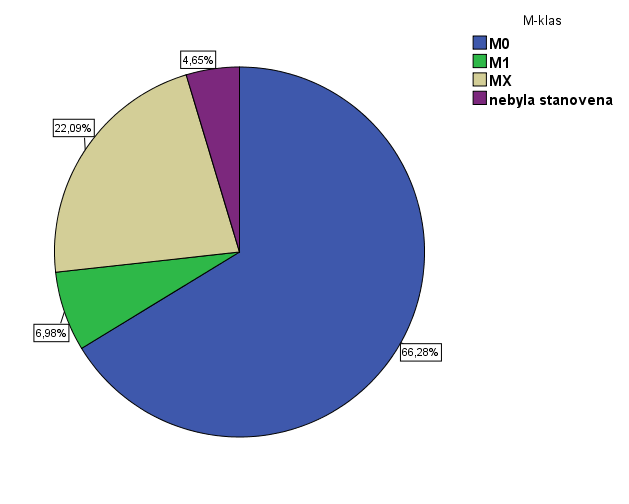 M-klas
M0
M1
MX
nebyla stanovena
4,65%
22,09%
6,98%
66,28%